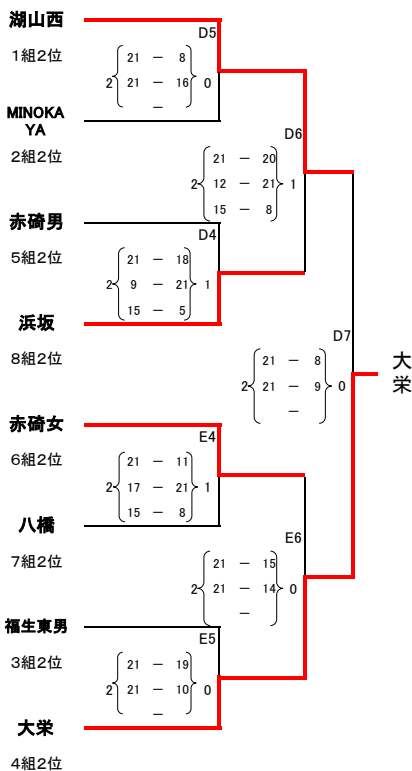 湖山西
D5
1組2位
21 － 8
2 21 － 16 0
－
MINOKA
YA
2組2位
D6
21 － 20
2 12 － 21 1
15 － 8
赤碕男
D4
5組2位
21 － 18
2 9 － 21 1
15 － 5
浜坂
8組2位
D7
21 － 8
2 21 － 9 0
－
大
栄
赤碕女
E4
6組2位
21 － 11
2 17 － 21 1
15 － 8
八橋
7組2位
E6
21 － 15
2 21 － 14 0
－
福生東男
E5
3組2位
21 － 19
2 21 － 10 0
－
大栄
4組2位